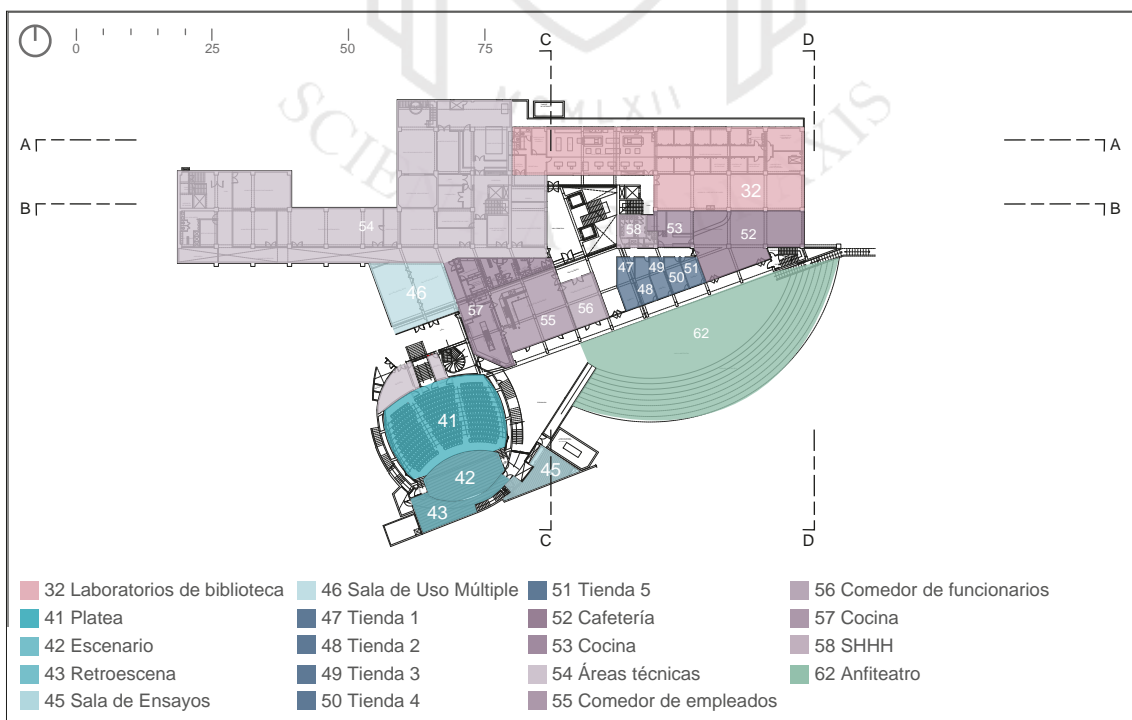 0 25 50 75
C D
MCMLXII
SCIE XIS
A A
B B
32
54 58 53 52
46 47 49 51
50
48
57 55 56
62
41
42 45
43
C D
32 Laboratorios de biblioteca
41 Platea
42 Escenario
43 Retroescena
45 Sala de Ensayos
46 Sala de Uso Múltiple
47 Tienda 1
48 Tienda 2
49 Tienda 3
50 Tienda 4
51 Tienda 5
52 Cafetería
53 Cocina
54 Áreas técnicas
55 Comedor de empleados
56 Comedor de funcionarios
57 Cocina
58 SHHH
62 Anfiteatro